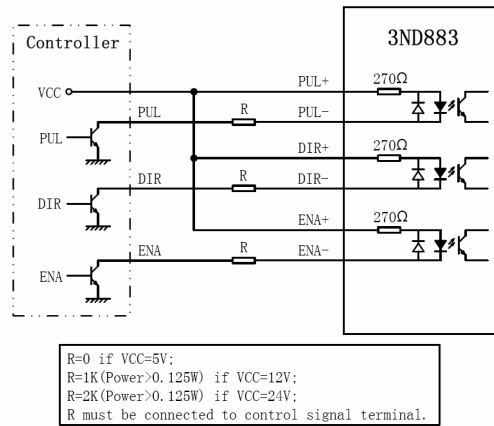 Controller
3ND883
VCC
PUL+
270Ω
PUL
R
PUL-
PUL
DIR+
270Ω
DIR
R
DIR-
DIR
ENA+
270Ω
ENA
R
ENA-
ENA
R=0 if VCC=5V;
R=1K(Power>0.125W) if VCC=12V;
R=2K(Power>0.125W) if VCC=24V;
R must be connected to control signal terminal.